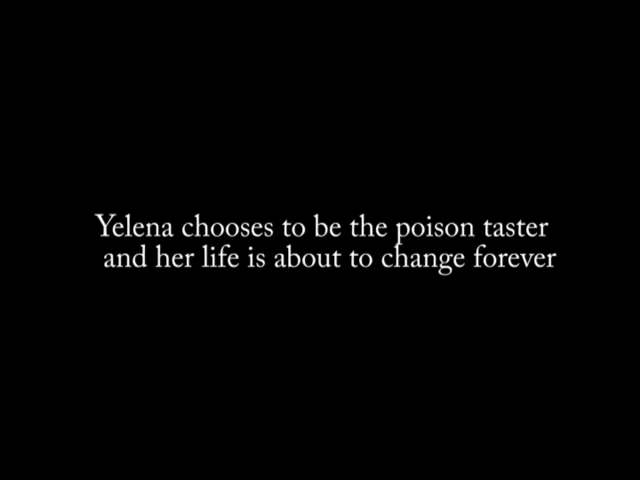 Yelena chooses to be the poison taster
and her life is about to change forever